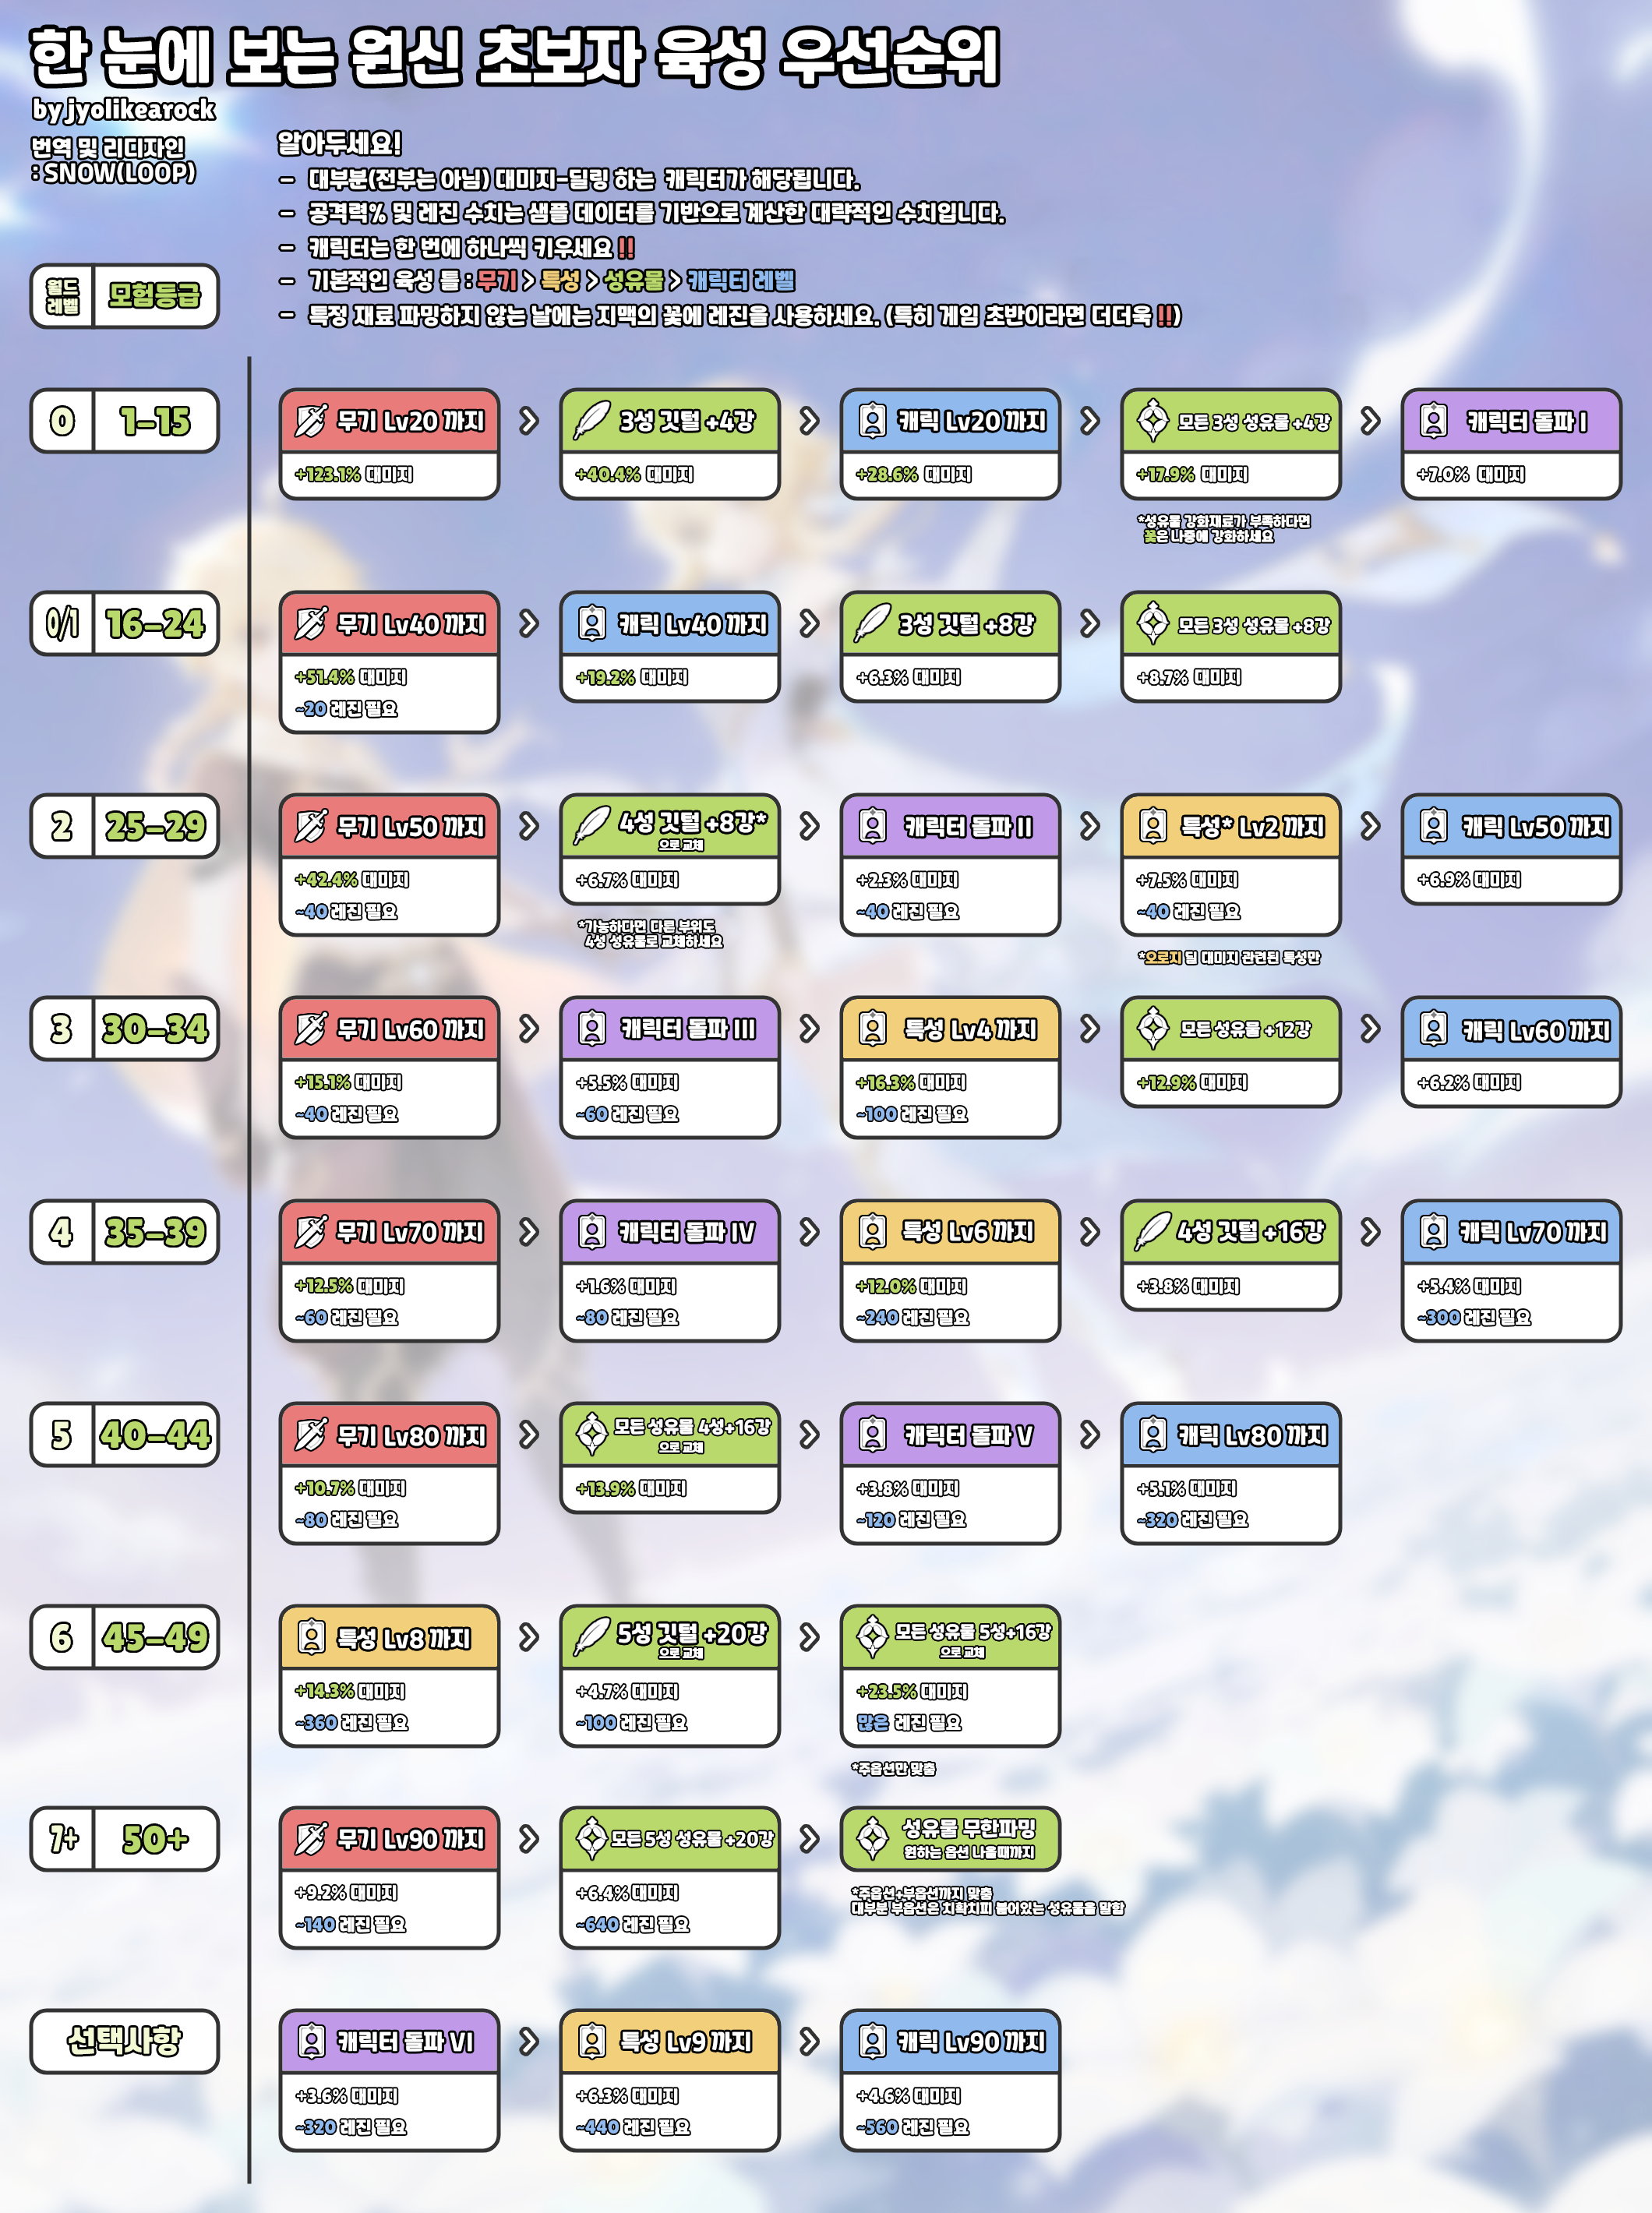 한 눈에 보는 원신 초보자 육성 우선순위
by jyolikearock
번역 및 리디자인
: SNOW(LOOP)
알아두세요!
- 대부분(전부는 아님) 대미지-딜링 하는 캐릭터가 해당됩니다.
- 공격력% 및 레진 수치는 샘플 데이터를 기반으로 계산한 대략적인 수치입니다.
- 캐릭터는 한 번에 하나씩 키우세요 !!
- 기본적인 육성 틀 : 무기 > 특성 > 성유물 > 캐릭터 레벨
- 특정 재료 파밍하지 않는 날에는 지맥의 꽃에 레진을 사용하세요. (특히 게임 초반이라면 더더욱 !!)
월드
레벨
모험등급
0 1-15
무기 Lv20 까지
+123.1% 대미지
3성 깃털 +4강
+40.4% 대미지
캐릭 Lv20 까지
+28.6% 대미지
모든 3성 성유물 +4강
+17.9% 대미지
*성유물 강화재료가 부족하다면
꽃은 나중에 강화하세요
캐릭터 돌파 I
+7.0% 대미지
0/1 16-24
무기 Lv40 까지
+51.4% 대미지
~20 레진 필요
캐릭 Lv40 까지
+19.2% 대미지
3성 깃털 +8강
+6.3% 대미지
모든 3성 성유물 +8강
+8.7% 대미지
2 25-29
무기 Lv50 까지
+42.4% 대미지
~40 레진 필요
4성 깃털 +8강*
으로 교체
+6.7% 대미지
*가능하다면 다른 부위도
4성 성유물로 교체하세요
캐릭터 돌파 II
+2.3% 대미지
~40 레진 필요
특성* Lv2 까지
+7.5% 대미지
~40 레진 필요
*오로지 딜 대미지 관련된 특성만
캐릭 Lv50 까지
+6.9% 대미지
3 30-34
무기 Lv60 까지
+15.1% 대미지
~40 레진 필요
캐릭터 돌파 III
+5.5% 대미지
~60 레진 필요
특성 Lv4 까지
+16.3% 대미지
~100 레진 필요
모든 성유물 +12강
+12.9% 대미지
캐릭 Lv60 까지
+6.2% 대미지
4 35-39
무기 Lv70 까지
+12.5% 대미지
~60 레진 필요
캐릭터 돌파 IV
+1.6% 대미지
~80 레진 필요
특성 Lv6 까지
+12.0% 대미지
~240 레진 필요
4성 깃털 +16강
+3.8% 대미지
캐릭 Lv70 까지
+5.4% 대미지
~300 레진 필요
5 40-44
무기 Lv80 까지
+10.7% 대미지
~80 레진 필요
모든 성유물 4성+16강
으로 교체
+13.9% 대미지
캐릭터 돌파 V
+3.8% 대미지
~120 레진 필요
캐릭 Lv80 까지
+5.1% 대미지
~320 레진 필요
6 45-49
특성 Lv8 까지
+14.3% 대미지
~360 레진 필요
5성 깃털 +20강
으로 교체
+4.7% 대미지
~100 레진 필요
모든 성유물 5성+16강
으로 교체
+23.5% 대미지
많은 레진 필요
*주옵션만 맞춤
7+ 50+
무기 Lv90 까지
+9.2% 대미지
~140 레진 필요
모든 5성 성유물 +20강
+6.4% 대미지
~640 레진 필요
성유물 무한파밍
원하는 옵션 나올때까지
*주옵션+부옵션까지 맞춤
대부분 부옵션은 치확치피 붙어있는 성유물을 말함
선택사항
캐릭터 돌파 VI
+3.6% 대미지
~320 레진 필요
특성 Lv9 까지
+6.3% 대미지
~440 레진 필요
캐릭 Lv90 까지
+4.6% 대미지
~560 레진 필요